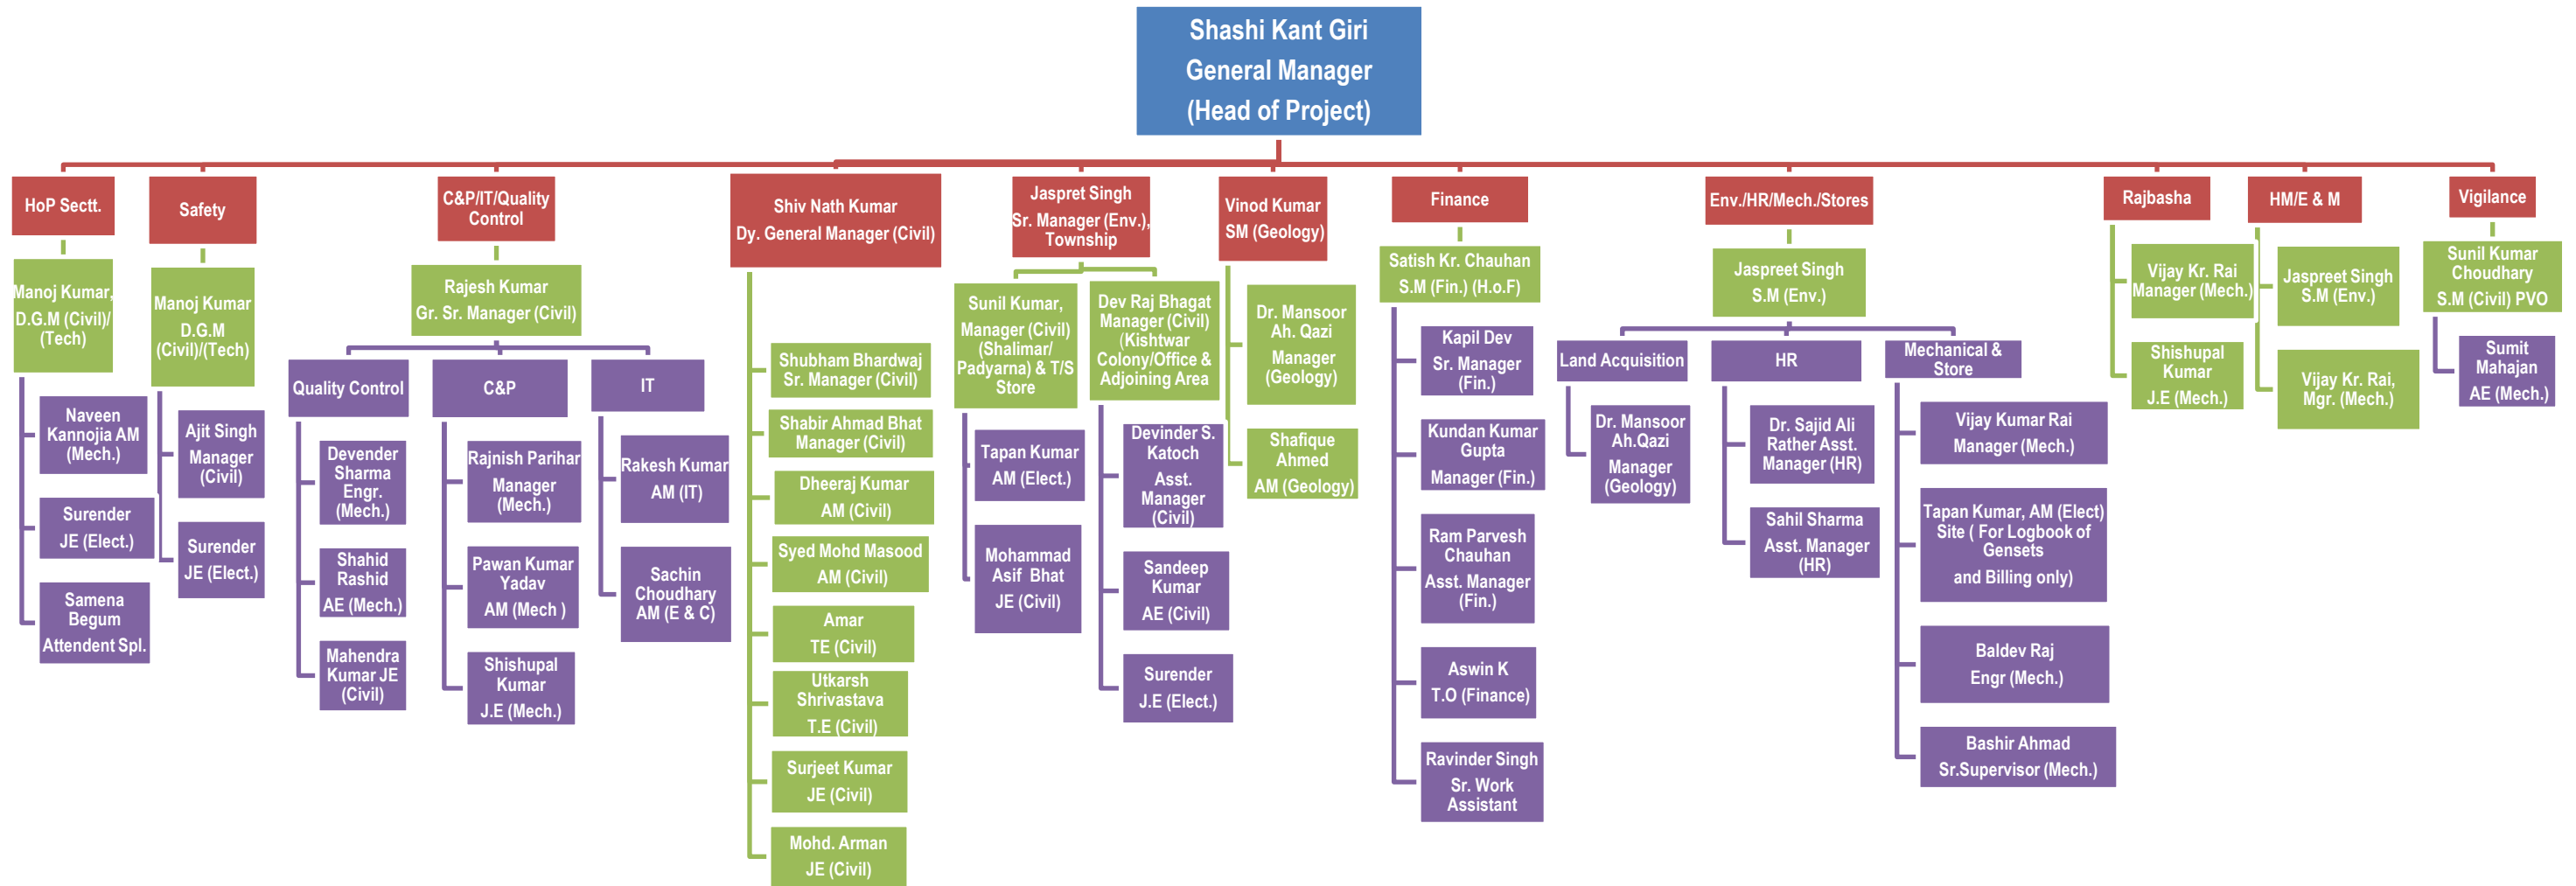 Shashi Kant Giri
General Manager
(Head of Project)
HoP Sectt.
Manoj Kumar,
D.G.M (Civil)/
(Tech)
Naveen
Kannojia AM
(Mech.)
Surender
JE (Elect.)
Samena
Begum
Attendent Spl.
Safety
Manoj Kumar
D.G.M
(Civil)/(Tech)
Ajit Singh
Manager
(Civil)
Surender
JE (Elect.)
C&P/IT/Quality
Control
Rajesh Kumar
Gr. Sr. Manager (Civil)
Quality Control
Devender
Sharma
Engr.
(Mech.)
Shahid
Rashid
AE (Mech.)
Mahendra
Kumar JE
(Civil)
C&P
Rajnish Parihar
Manager
(Mech.)
Pawan Kumar
Yadav
AM (Mech )
Shishupal
Kumar
J.E (Mech.)
IT
Rakesh Kumar
AM (IT)
Sachin
Choudhary
AM (E & C)
Shiv Nath Kumar
Dy. General Manager (Civil)
Shubham Bhardwaj
Sr. Manager (Civil)
Shabir Ahmad Bhat
Manager (Civil)
Dheeraj Kumar
AM (Civil)
Syed Mohd Masood
AM (Civil)
Amar
TE (Civil)
Utkarsh
Shrivastava
T.E (Civil)
Surjeet Kumar
JE (Civil)
Mohd. Arman
JE (Civil)
Jaspret Singh
Sr. Manager (Env.),
Township
Sunil Kumar,
Manager (Civil)
(Shalimar/
Padyarna) & T/S
Store
Tapan Kumar
AM (Elect.)
Mohammad
Asif  Bhat
JE (Civil)
Dev Raj Bhagat
Manager (Civil)
(Kishtwar
Colony/Office &
Adjoining Area
Devinder S.
Katoch
Asst.
Manager
(Civil)
Sandeep
Kumar
AE (Civil)
Surender
J.E (Elect.)
Vinod Kumar
SM (Geology)
Dr. Mansoor
Ah. Qazi
Manager
(Geology)
Shafique
Ahmed
AM (Geology)
Finance
Satish Kr. Chauhan
S.M (Fin.) (H.o.F)
Kapil Dev
Sr. Manager
(Fin.)
Kundan Kumar
Gupta
Manager (Fin.)
Ram Parvesh
Chauhan
Asst. Manager
(Fin.)
Aswin K
T.O (Finance)
Ravinder Singh
Sr. Work
Assistant
Env./HR/Mech./Stores
Jaspreet Singh
S.M (Env.)
Land Acquisition
Dr. Mansoor
Ah.Qazi
Manager
(Geology)
HR
Dr. Sajid Ali
Rather Asst.
Manager (HR)
Sahil Sharma
Asst. Manager
(HR)
Mechanical &
Store
Vijay Kumar Rai
Manager (Mech.)
Tapan Kumar, AM (Elect)
Site ( For Logbook of
Gensets
and Billing only)
Baldev Raj
Engr (Mech.)
Bashir Ahmad
Sr.Supervisor (Mech.)
Rajbasha
Vijay Kr. Rai
Manager (Mech.)
Shishupal
Kumar
J.E (Mech.)
HM/E & M
Jaspreet Singh
S.M (Env.)
Vijay Kr. Rai,
Mgr. (Mech.)
Vigilance
Sunil Kumar
Choudhary
S.M (Civil) PVO
Sumit
Mahajan
AE (Mech.)